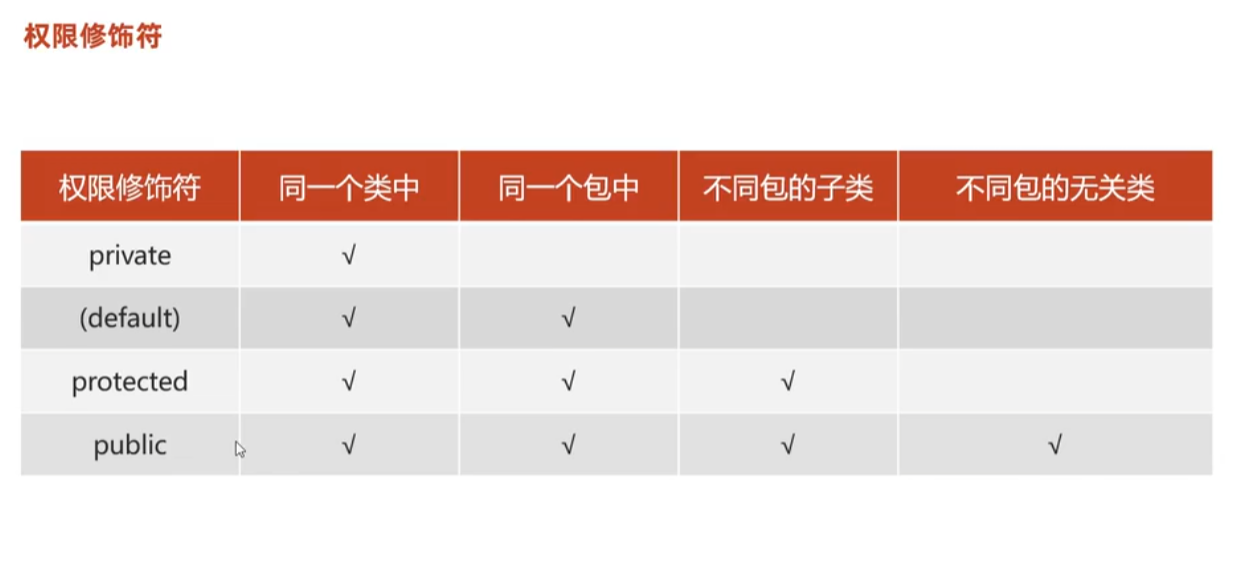 权限修饰符
权限修饰符 同一个类中 同一个包中 不同包的子类 不同包的无关类
private √
(default) √ √
protected √ √ √
public √ √ √ √